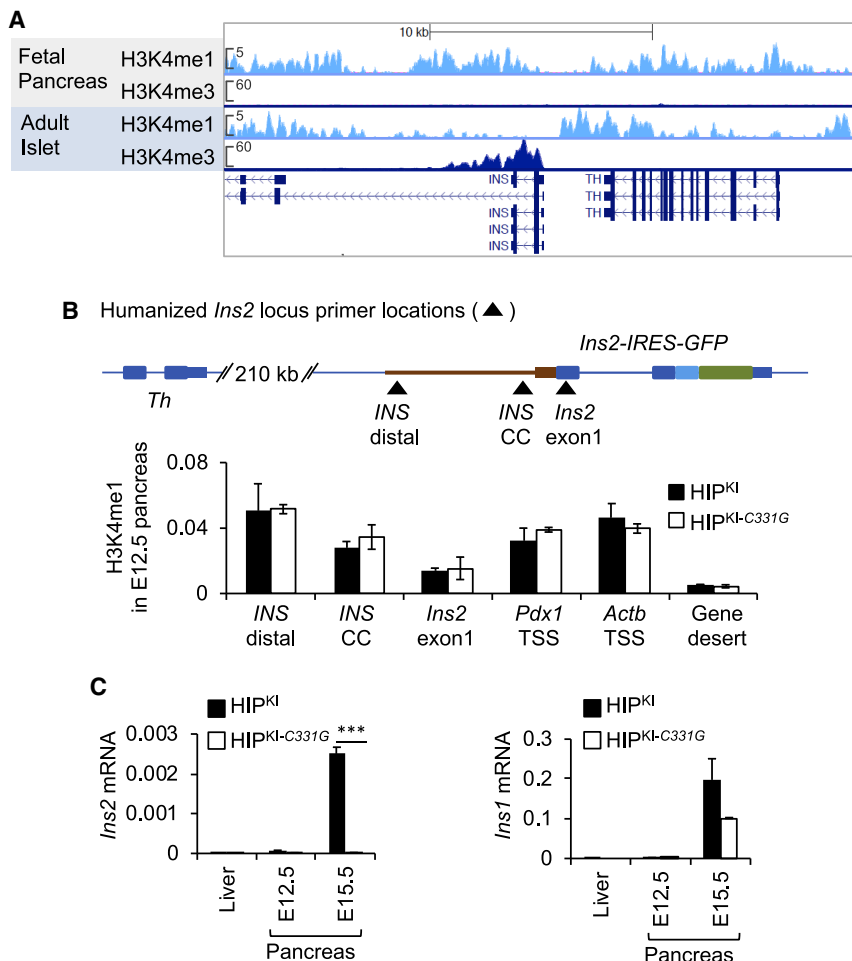 A
10 kb
Fetal Pancreas
H3K4me1
5
H3K4me3
60
Adult Islet
H3K4me1
5
H3K4me3
60
INS
TH
INS
TH
INS
TH
INS
INS
B Humanized Ins2 locus primer locations ( ▲ )
Ins2-IRES-GFP
210 kb
Th
INS distal
INS CC
Ins2 exon1
H3K4me1 in E12.5 pancreas
0.08
0.04
0
HIP^KI
HIP^KI-C331G
INS distal
INS CC
Ins2 exon1
Pdx1 TSS
Actb TSS
Gene desert
C
HIP^KI
HIP^KI-C331G
***
Ins2 mRNA
0.003
0.002
0.001
0
Liver
E12.5
E15.5
Pancreas
HIP^KI
HIP^KI-C331G
Ins1 mRNA
0.3
0.2
0.1
0
Liver
E12.5
E15.5
Pancreas